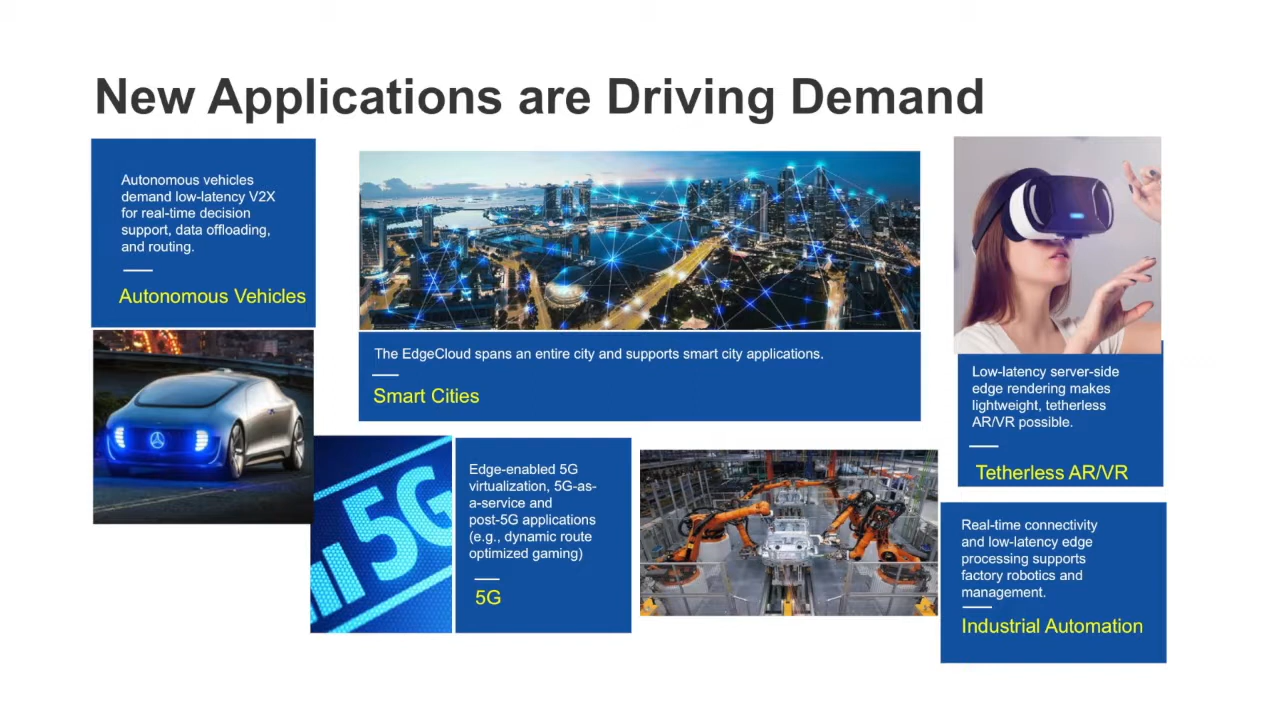 New Applications are Driving Demand
Autonomous vehicles
demand low-latency V2X
for real-time decision
support, data offloading,
and routing.
Autonomous Vehicles
The EdgeCloud spans an entire city and supports smart city applications.
Smart Cities
Low-latency server-side
edge rendering makes
lightweight, tetherless
AR/VR possible.
Tetherless AR/VR
5G
Edge-enabled 5G
virtualization, 5G-as-
a-service and
post-5G applications
(e.g., dynamic route
optimized gaming)
5G
Real-time connectivity
and low-latency edge
processing supports
factory robotics and
management.
Industrial Automation